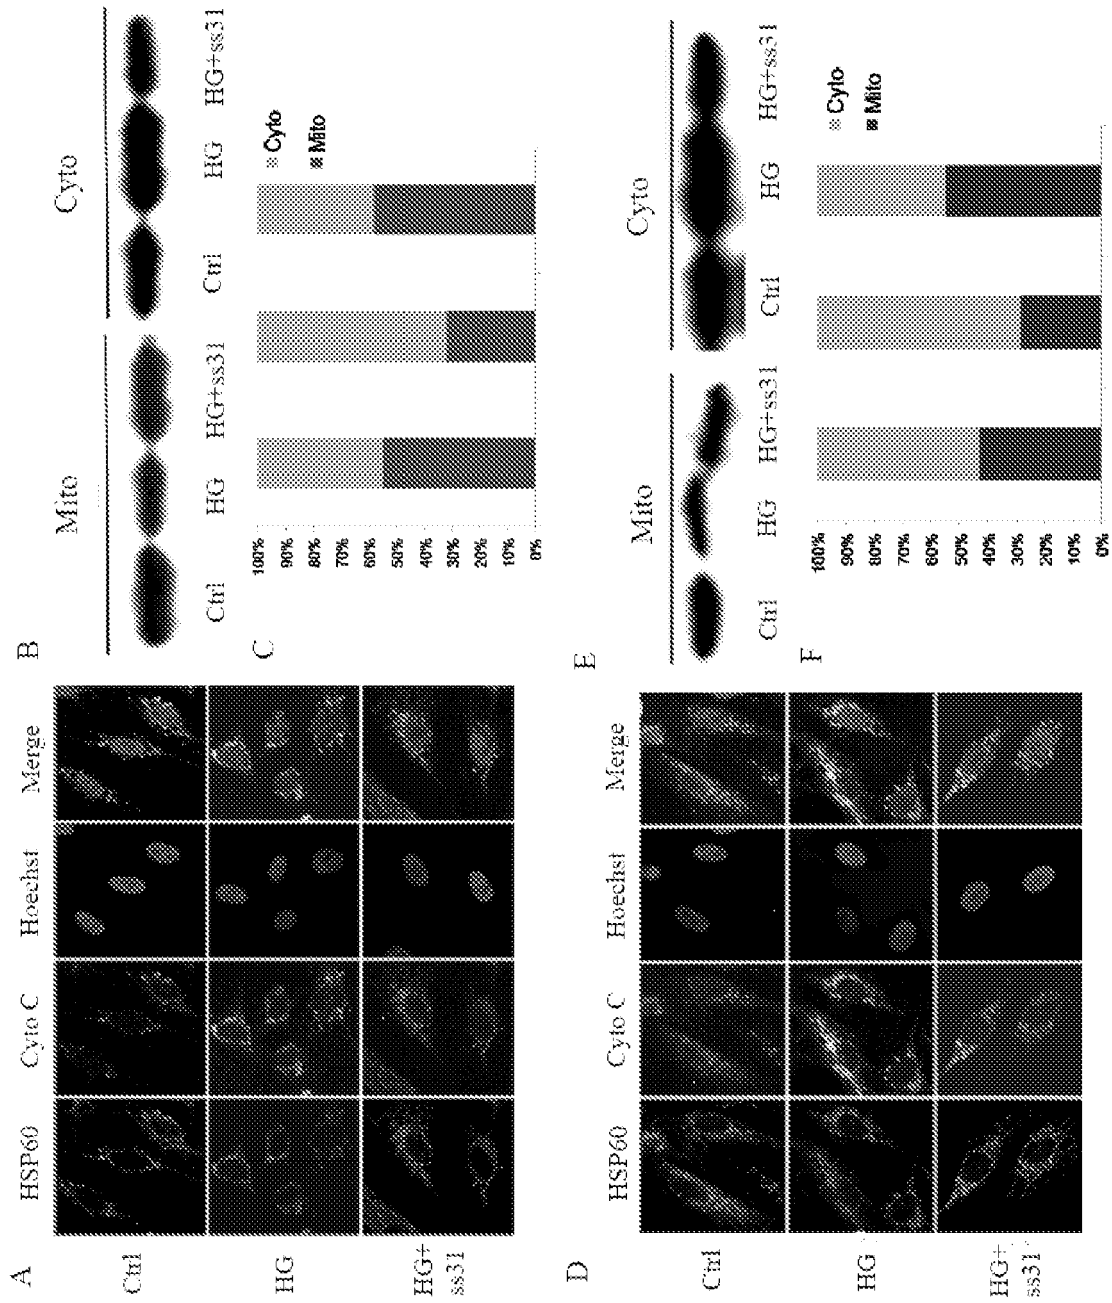 A
HSP60 Cyto C Hoechst Merge
Ctrl
HG
HG+
ss31
B
Mito Cyto
Ctrl HG HG+ss31 Ctrl HG HG+ss31
C
100%
90%
80%
70%
60%
50%
40%
30%
20%
10%
0%
Cyto
Mito
D
HSP60 Cyto C Hoechst Merge
Ctrl
HG
HG+
ss31
E
Mito Cyto
Ctrl HG HG+ss31 Ctrl HG HG+ss31
F
100%
90%
80%
70%
60%
50%
40%
30%
20%
10%
0%
Cyto
Mito